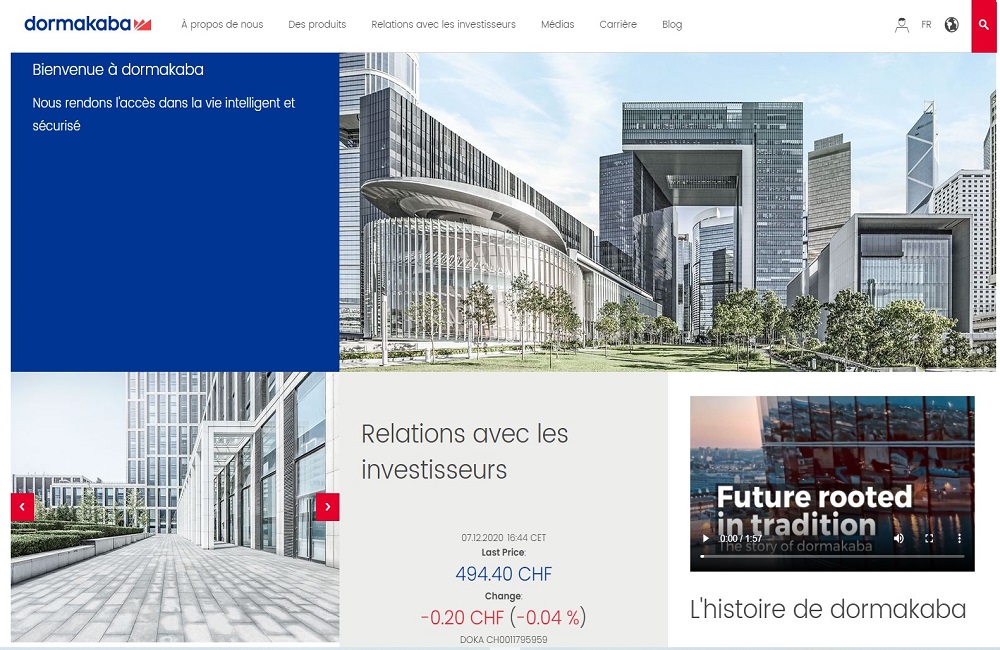 dormakaba
À propos de nous
Des produits
Relations avec les investisseurs
Médias
Carrière
Blog
FR
Bienvenue à dormakaba
Nous rendons l'accès dans la vie intelligent et
sécurisé
Relations avec les
investisseurs
07.12.2020 16:44 CET
Last Price:
494.40 CHF
Change:
-0.20 CHF (-0.04 %)
DOKA CH0011795959
Future rooted
in tradition
The story of dormakaba
0:00 / 1:57
L'histoire de dormakaba